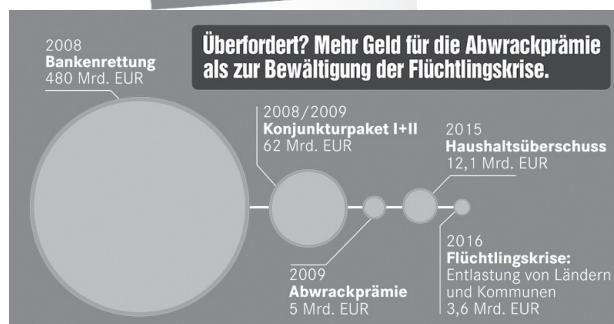 Überfordert? Mehr Geld für die Abwrackprämie
als zur Bewältigung der Flüchtlingskrise.
2008
Bankenrettung
480 Mrd. EUR
2008/2009
Konjunkturpaket I+II
62 Mrd. EUR
2009
Abwrackprämie
5 Mrd. EUR
2015
Haushaltsüberschuss
12,1 Mrd. EUR
2016
Flüchtlingskrise:
Entlastung von Ländern
und Kommunen
3,6 Mrd. EUR